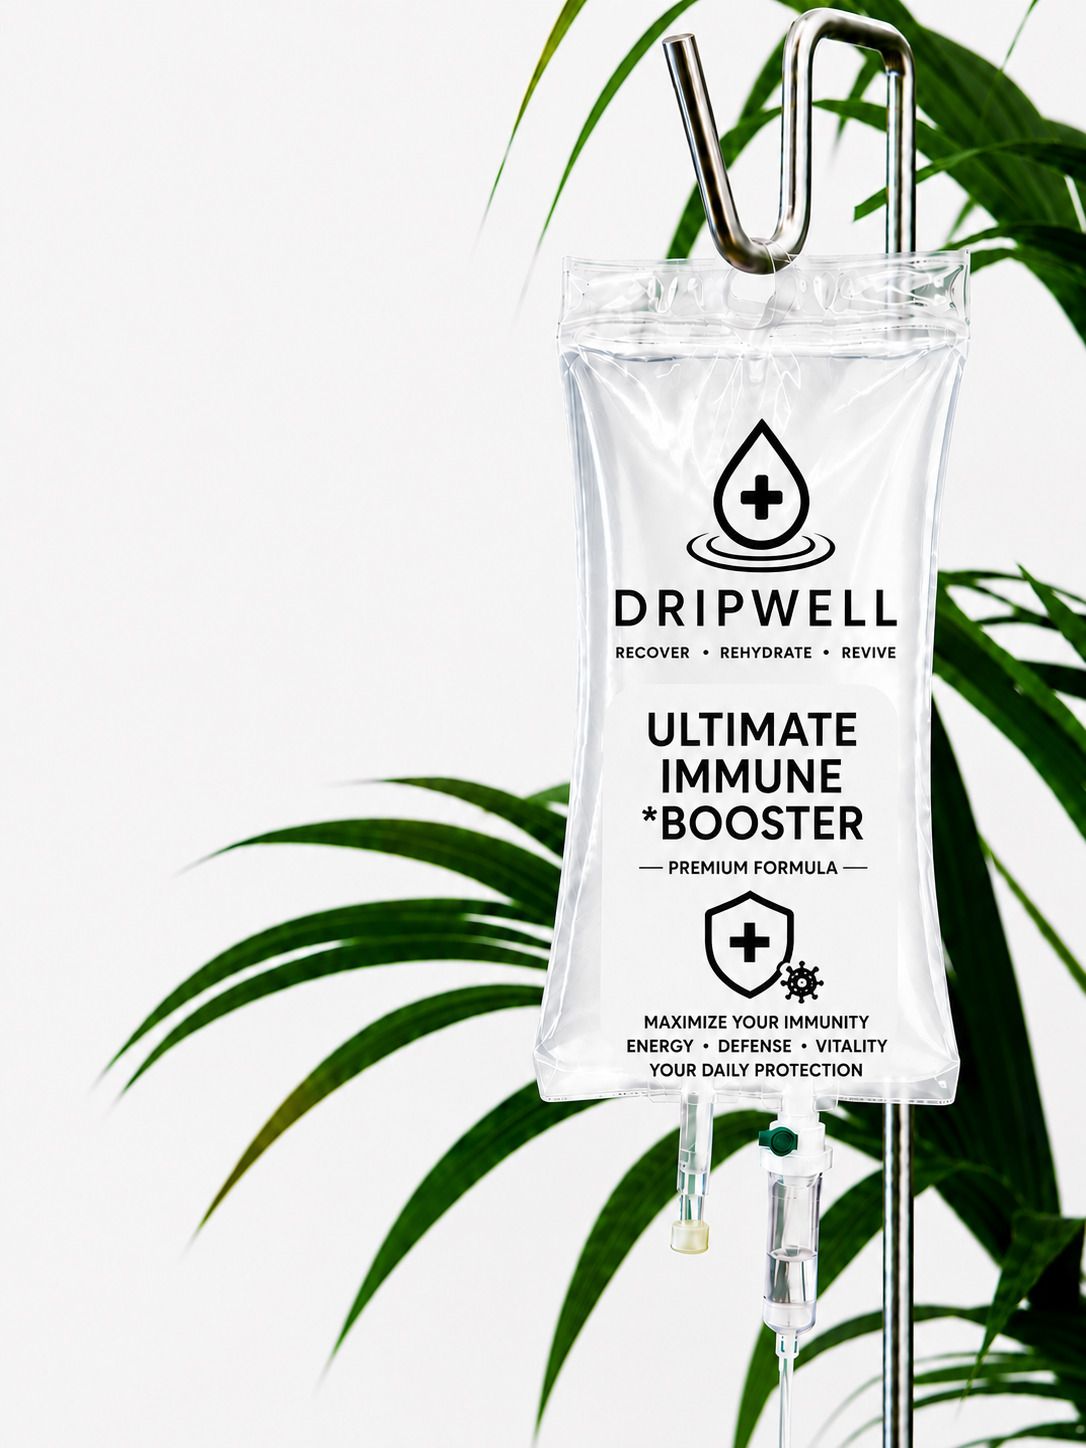 DRIPWELL
RECOVER • REHYDRATE • REVIVE
ULTIMATE
IMMUNE
*BOOSTER
PREMIUM FORMULA
MAXIMIZE YOUR IMMUNITY
ENERGY • DEFENSE • VITALITY
YOUR DAILY PROTECTION